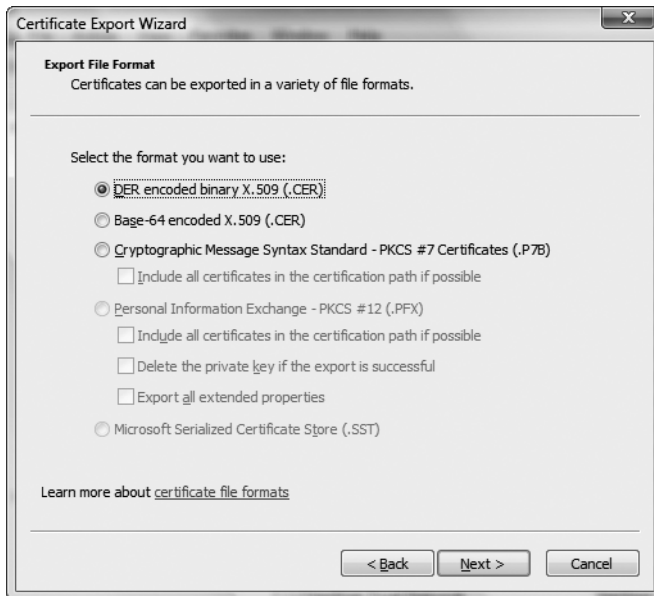 Certificate Export Wizard
X
Export File Format
Certificates can be exported in a variety of file formats.
Select the format you want to use:
DER encoded binary X.509 (.CER)
Base-64 encoded X.509 (.CER)
Cryptographic Message Syntax Standard - PKCS #7 Certificates (.P7B)
Include all certificates in the certification path if possible
Personal Information Exchange - PKCS #12 (.PFX)
Include all certificates in the certification path if possible
Delete the private key if the export is successful
Export all extended properties
Microsoft Serialized Certificate Store (.SST)
Learn more about certificate file formats
< Back Next > Cancel